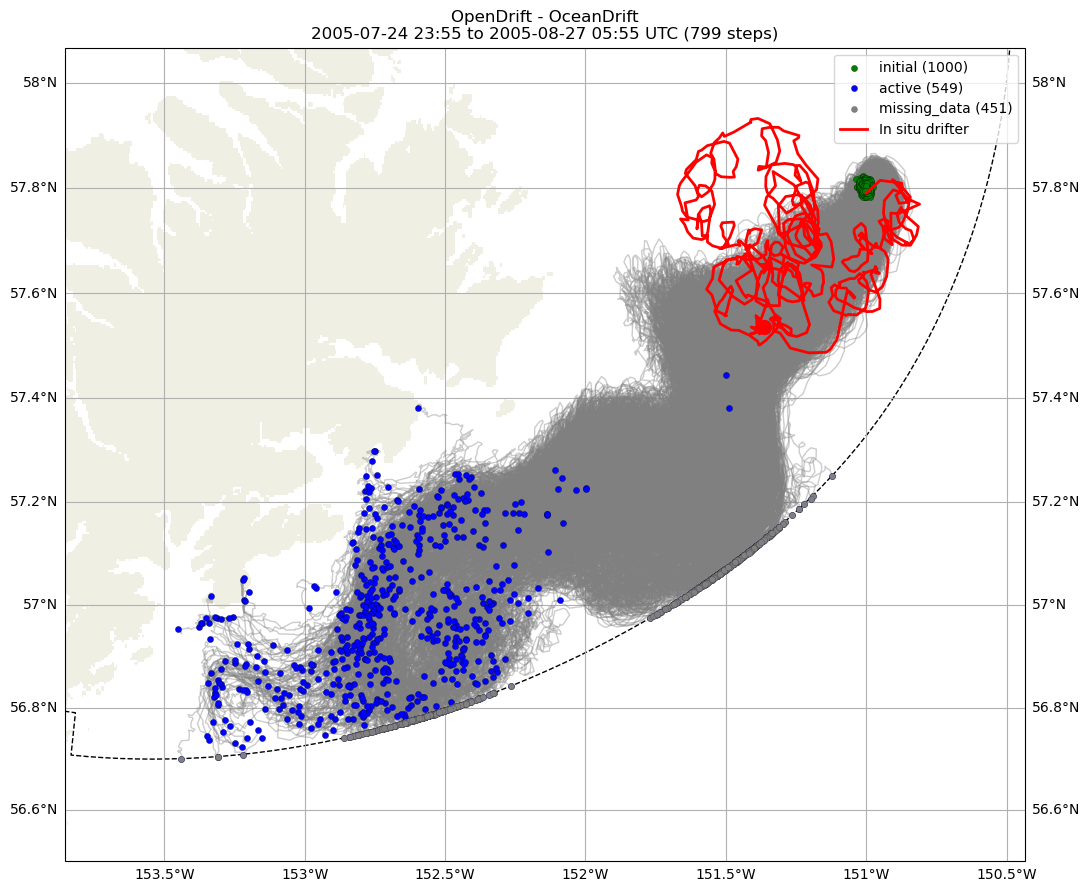 OpenDrift - OceanDrift
2005-07-24 23:55 to 2005-08-27 05:55 UTC (799 steps)
initial (1000)
active (549)
missing_data (451)
In situ drifter
58°N
58°N
57.8°N
57.8°N
57.6°N
57.6°N
57.4°N
57.4°N
57.2°N
57.2°N
57°N
57°N
56.8°N
56.8°N
56.6°N
56.6°N
153.5°W
153°W
152.5°W
152°W
151.5°W
151°W
150.5°W